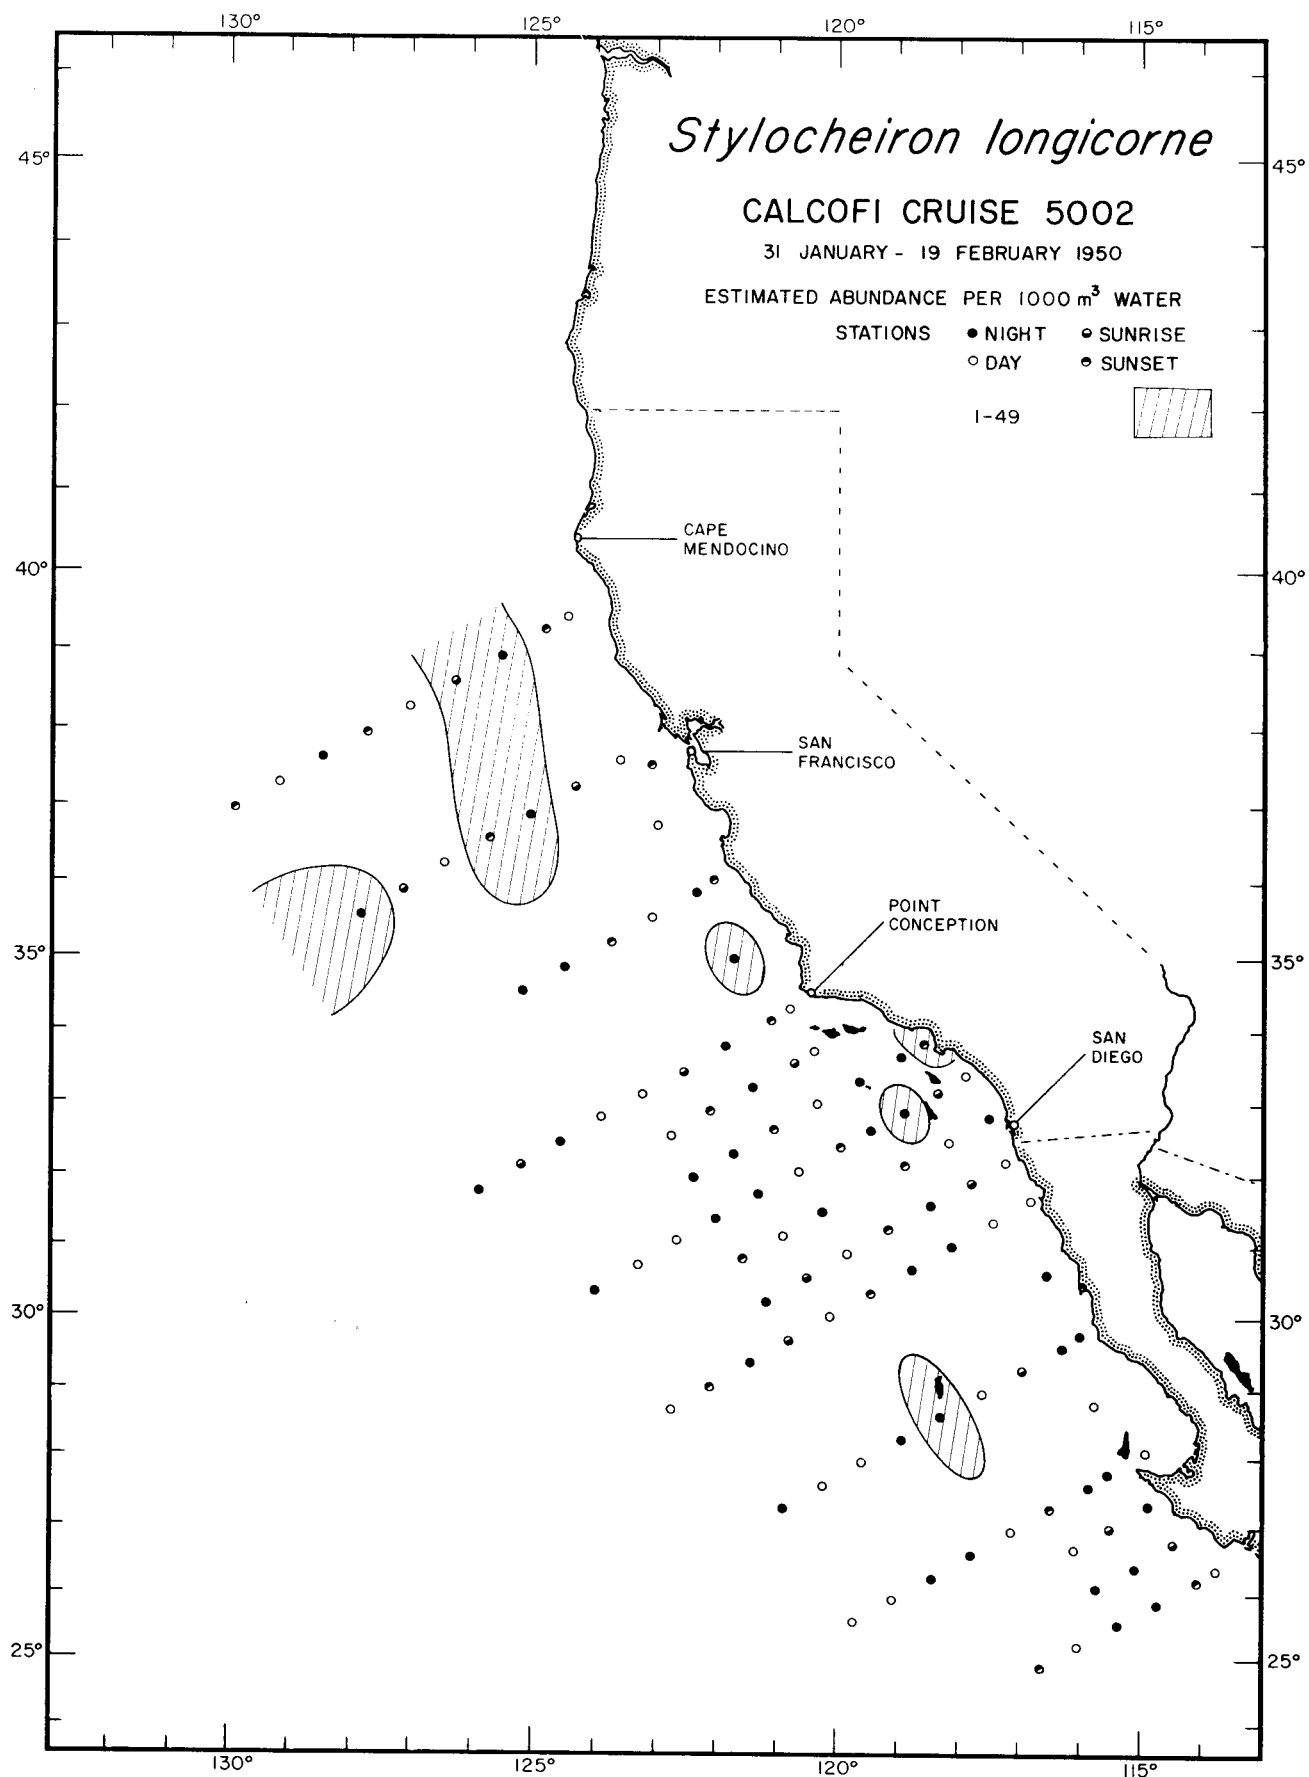 130° 125° 120° 115°
Stylocheiron longicorne
45° 45°
CALCOFI CRUISE 5002
31 JANUARY - 19 FEBRUARY 1950
ESTIMATED ABUNDANCE PER 1000 m³ WATER
STATIONS ● NIGHT ◒ SUNRISE
○ DAY ◓ SUNSET
1-49
CAPE
MENDOCINO
40° 40°
SAN
FRANCISCO
POINT
CONCEPTION
35° 35°
SAN
DIEGO
30° 30°
25° 25°
130° 125° 120° 115°